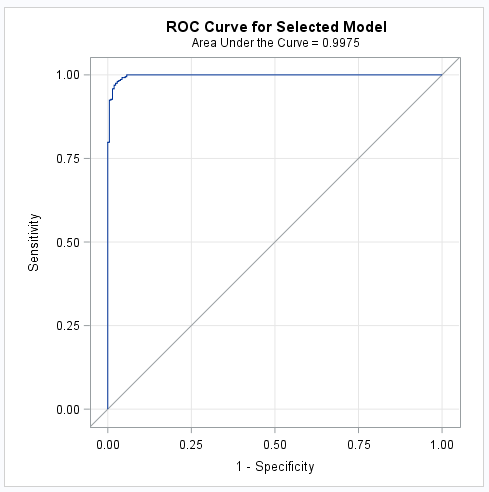 ROC Curve for Selected Model
Area Under the Curve = 0.9975
1.00
0.75
0.50
0.25
0.00
Sensitivity
0.00 0.25 0.50 0.75 1.00
1 - Specificity